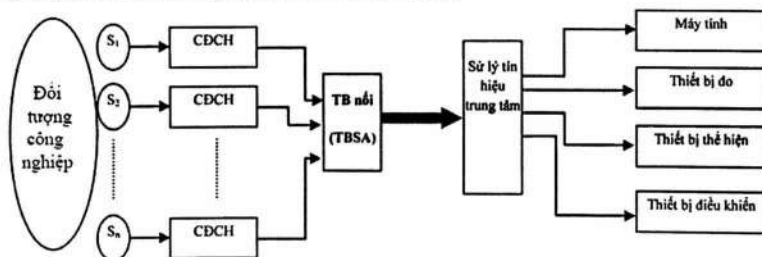 Đối
tượng
công
nghiệp
S1
CĐCH
S2
CĐCH
Sn
CĐCH
TB nối
(TBSA)
Sử lý tín
hiệu
trung tâm
Máy tính
Thiết bị đo
Thiết bị thể hiện
Thiết bị điều khiển